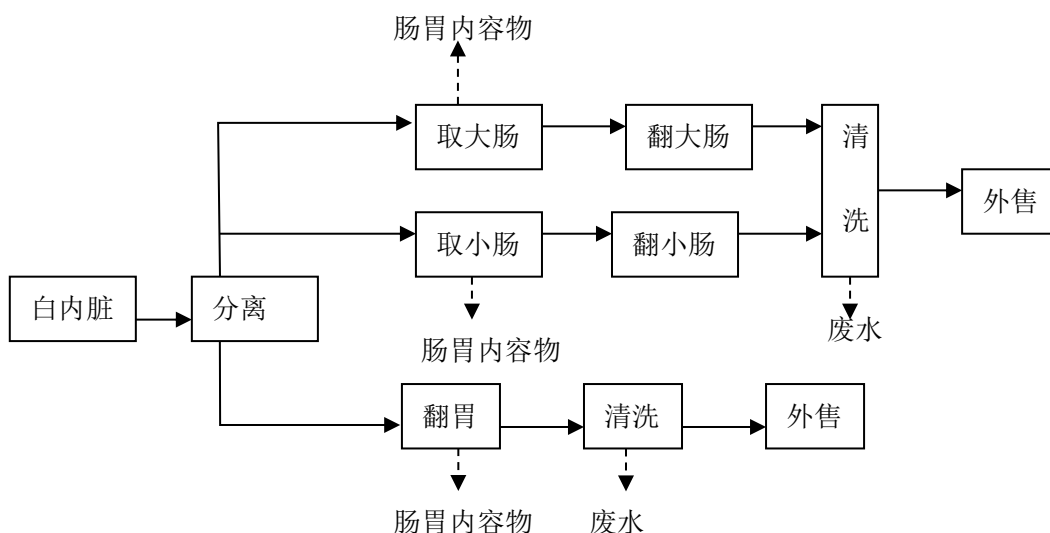 肠胃内容物
取大肠
翻大肠
清洗
外售
取小肠
翻小肠
白内脏
分离
废水
肠胃内容物
翻胃
清洗
外售
肠胃内容物
废水